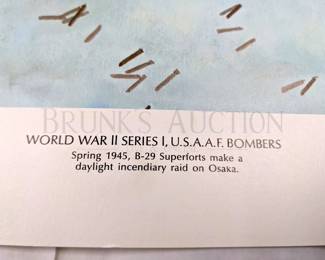 BRUNK'S AUCTION
WORLD WAR II SERIES I, U.S.A.A.F. BOMBERS
Spring 1945, B-29 Superforts make a
daylight incendiary raid on Osaka.